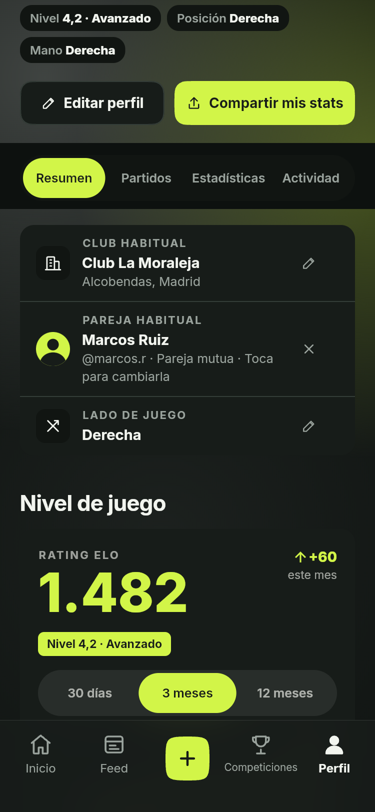 Nivel 4,2 · Avanzado
Posición Derecha
Mano Derecha
Editar perfil
Compartir mis stats
Resumen
Partidos
Estadísticas
Actividad
CLUB HABITUAL
Club La Moraleja
Alcobendas, Madrid
PAREJA HABITUAL
Marcos Ruiz
@marcos.r · Pareja mutua · Toca
para cambiarla
LADO DE JUEGO
Derecha
Nivel de juego
RATING ELO
↑+60
este mes
1.482
Nivel 4,2 · Avanzado
30 días
3 meses
12 meses
Inicio
Feed
Competiciones
Perfil